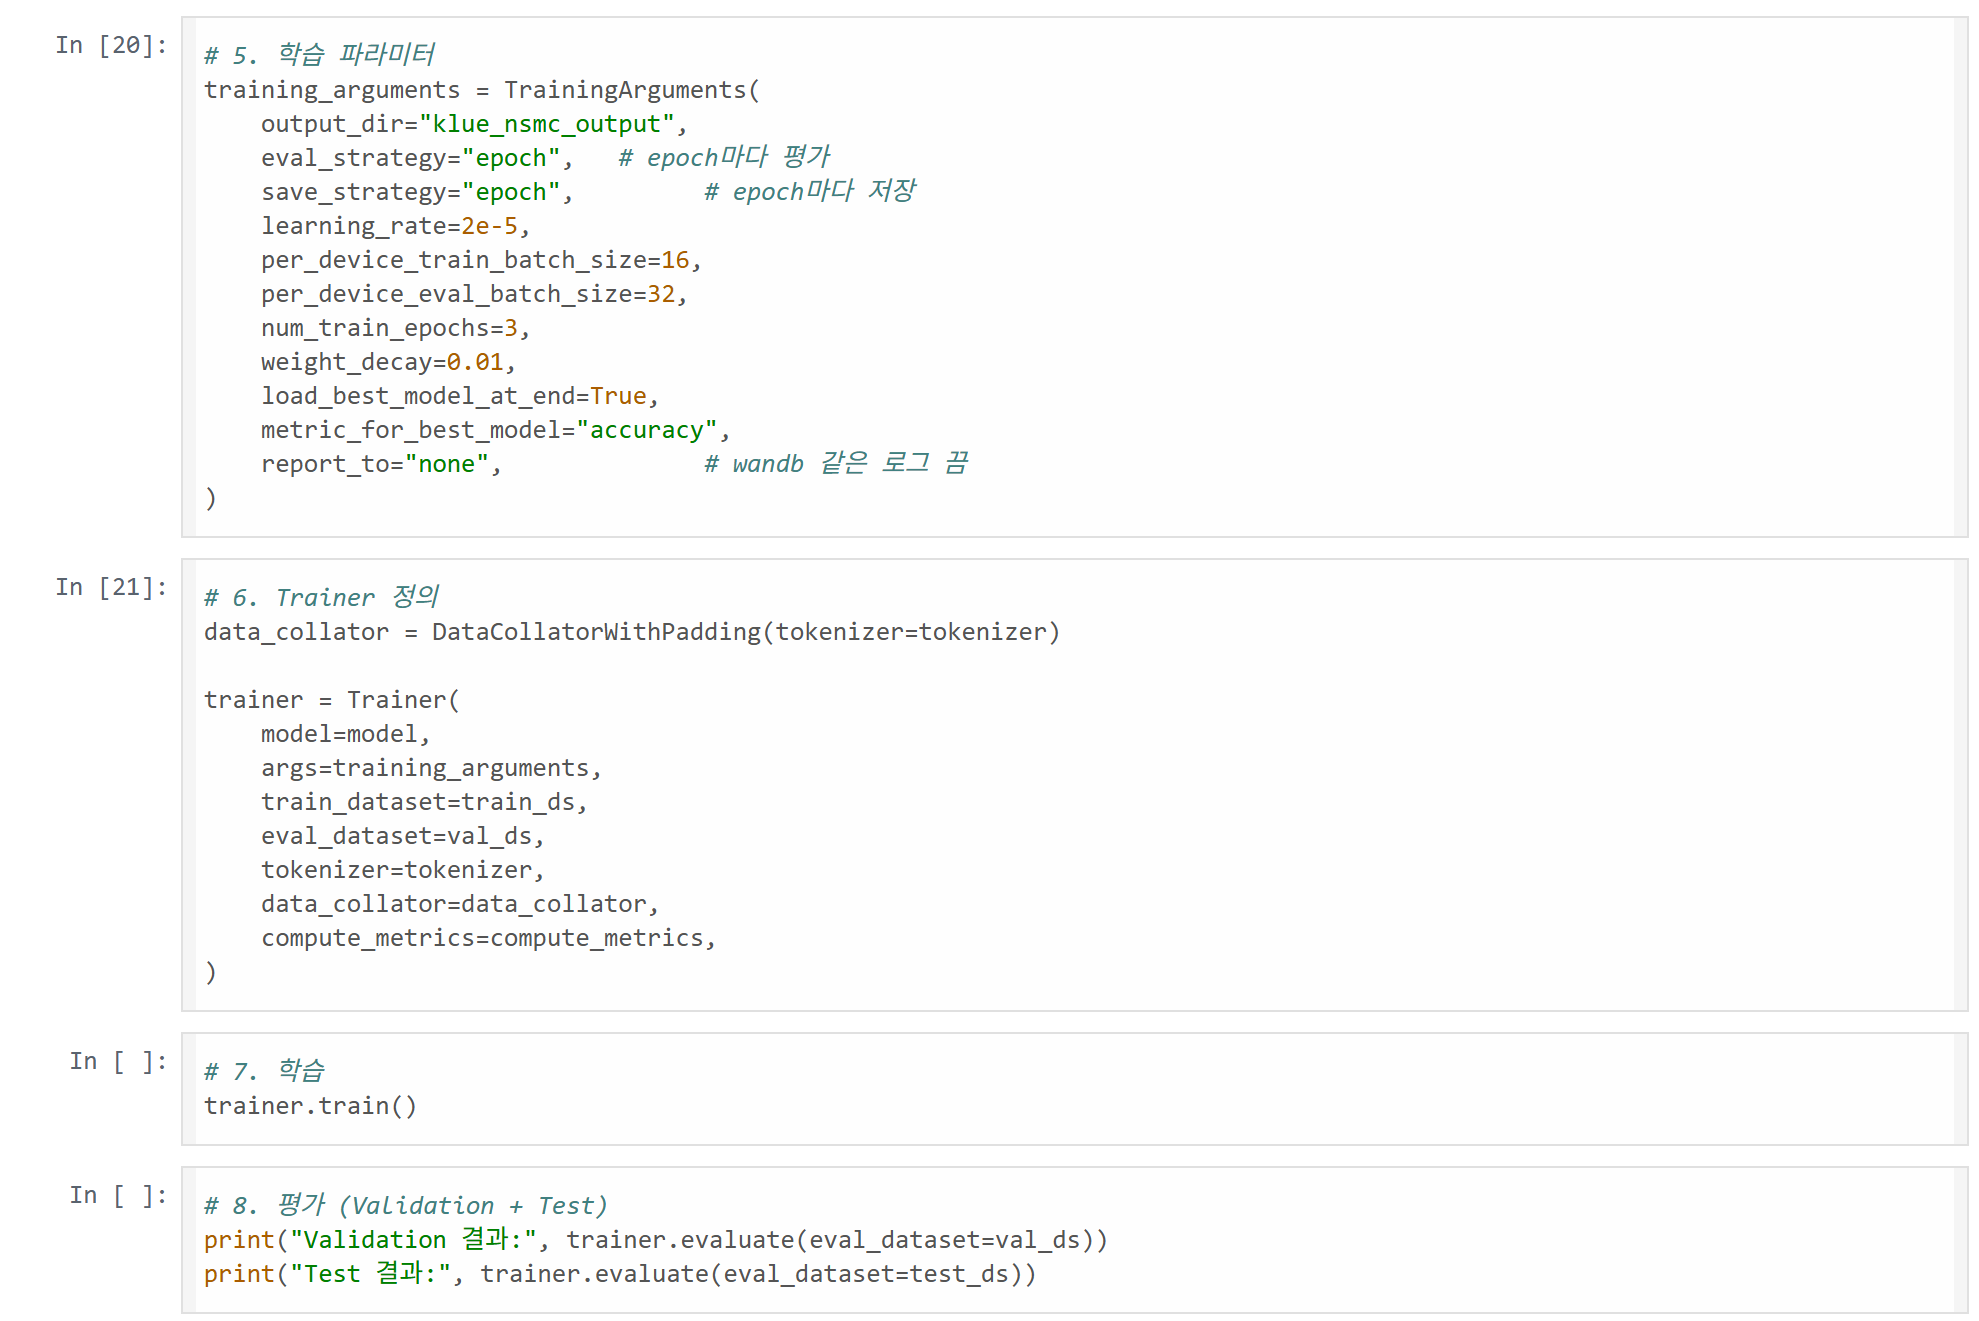 In [20]:
# 5. 학습 파라미터
training_arguments = TrainingArguments(
    output_dir="klue_nsmc_output",
    eval_strategy="epoch",   # epoch마다 평가
    save_strategy="epoch",         # epoch마다 저장
    learning_rate=2e-5,
    per_device_train_batch_size=16,
    per_device_eval_batch_size=32,
    num_train_epochs=3,
    weight_decay=0.01,
    load_best_model_at_end=True,
    metric_for_best_model="accuracy",
    report_to="none",              # wandb 같은 로그 끔
)
In [21]:
# 6. Trainer 정의
data_collator = DataCollatorWithPadding(tokenizer=tokenizer)

trainer = Trainer(
    model=model,
    args=training_arguments,
    train_dataset=train_ds,
    eval_dataset=val_ds,
    tokenizer=tokenizer,
    data_collator=data_collator,
    compute_metrics=compute_metrics,
)
In [ ]:
# 7. 학습
trainer.train()
In [ ]:
# 8. 평가 (Validation + Test)
print("Validation 결과:", trainer.evaluate(eval_dataset=val_ds))
print("Test 결과:", trainer.evaluate(eval_dataset=test_ds))